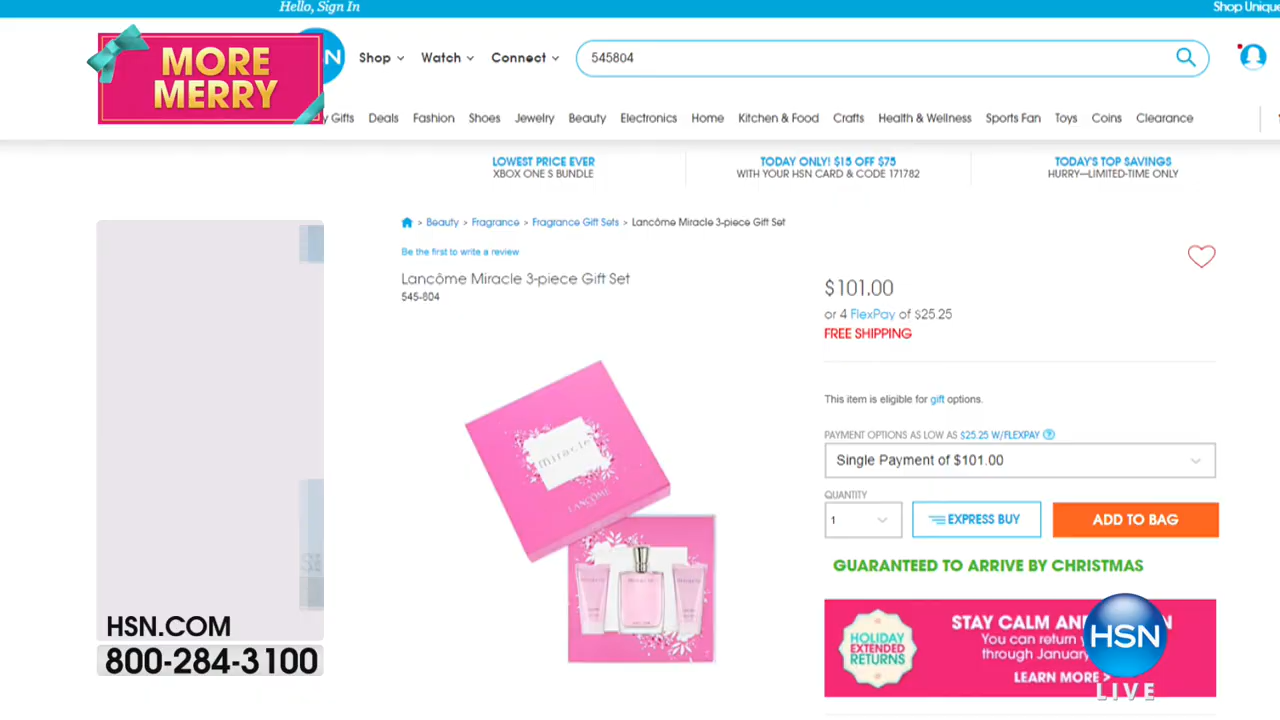 Hello, Sign In
Shop Unique
MORE
MERRY
Shop
Watch
Connect
545804
Gifts
Deals
Fashion
Shoes
Jewelry
Beauty
Electronics
Home
Kitchen & Food
Crafts
Health & Wellness
Sports Fan
Toys
Coins
Clearance
LOWEST PRICE EVER
XBOX ONE S BUNDLE
TODAY ONLY! $15 OFF $75
WITH YOUR HSN CARD & CODE 171782
TODAY'S TOP SAVINGS
HURRY—LIMITED-TIME ONLY
> Beauty > Fragrance > Fragrance Gift Sets > Lancôme Miracle 3-piece Gift Set
Be the first to write a review
Lancôme Miracle 3-piece Gift Set
545-804
$101.00
or 4 FlexPay of $25.25
FREE SHIPPING
This item is eligible for gift options.
PAYMENT OPTIONS AS LOW AS $25.25 W/FLEXPAY ?
Single Payment of $101.00
QUANTITY
1
EXPRESS BUY
ADD TO BAG
GUARANTEED TO ARRIVE BY CHRISTMAS
miracle
LANCÔME
miracle
HOLIDAY
EXTENDED
RETURNS
STAY CALM AN
You can return
through January
LEARN MORE >
HSN
LIVE
HSN.COM
800-284-3100